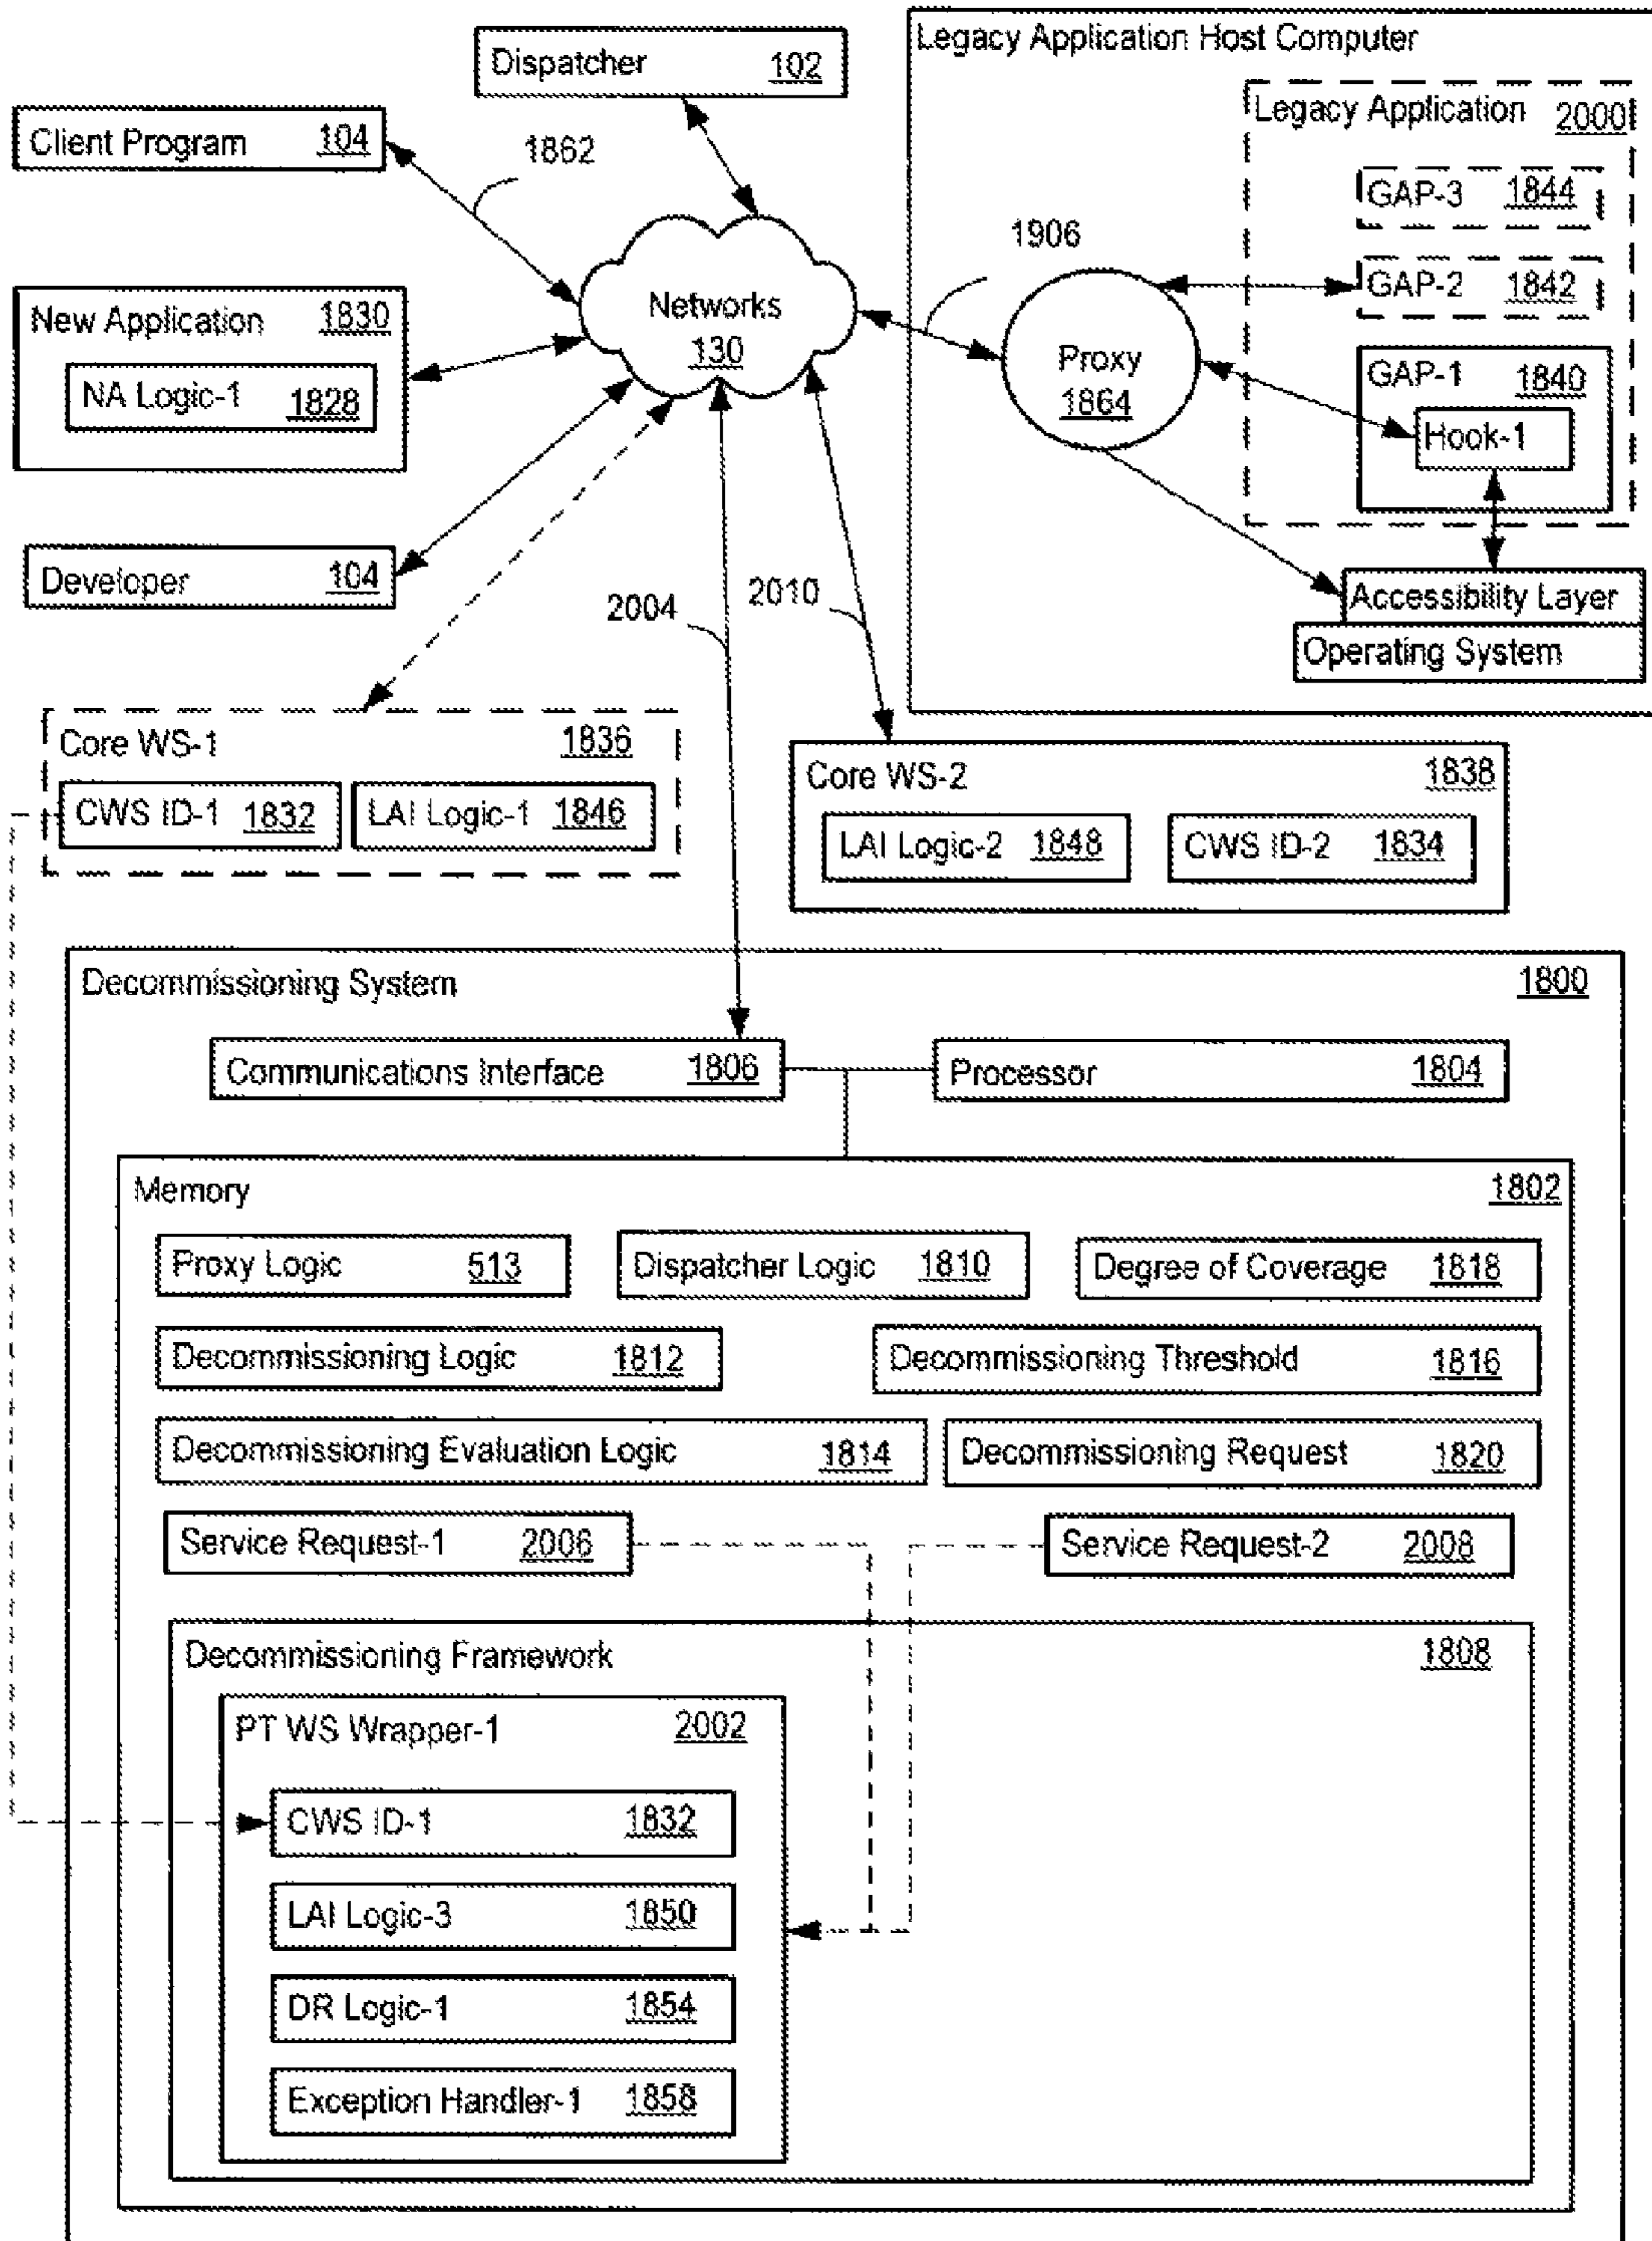 Legacy Application Host Computer
Dispatcher 102
Legacy Application 2000
Client Program 104
1862
GAP-3 1844
1906
GAP-2 1842
New Application 1830
Networks
130
NA Logic-1 1828
Proxy
1864
GAP-1 1840
Hook-1
Developer 104
2004
2010
Accessibility Layer
Operating System
Core WS-1 1836
CWS ID-1 1832
LAI Logic-1 1846
Core WS-2 1838
LAI Logic-2 1848
CWS ID-2 1834
Decommissioning System 1800
Communications Interface 1806
Processor 1804
Memory 1802
Proxy Logic 513
Dispatcher Logic 1810
Degree of Coverage 1818
Decommissioning Logic 1812
Decommissioning Threshold 1816
Decommissioning Evaluation Logic 1814
Decommissioning Request 1820
Service Request-1 2006
Service Request-2 2008
Decommissioning Framework 1808
PT WS Wrapper-1 2002
CWS ID-1 1832
LAI Logic-3 1850
DR Logic-1 1854
Exception Handler-1 1858